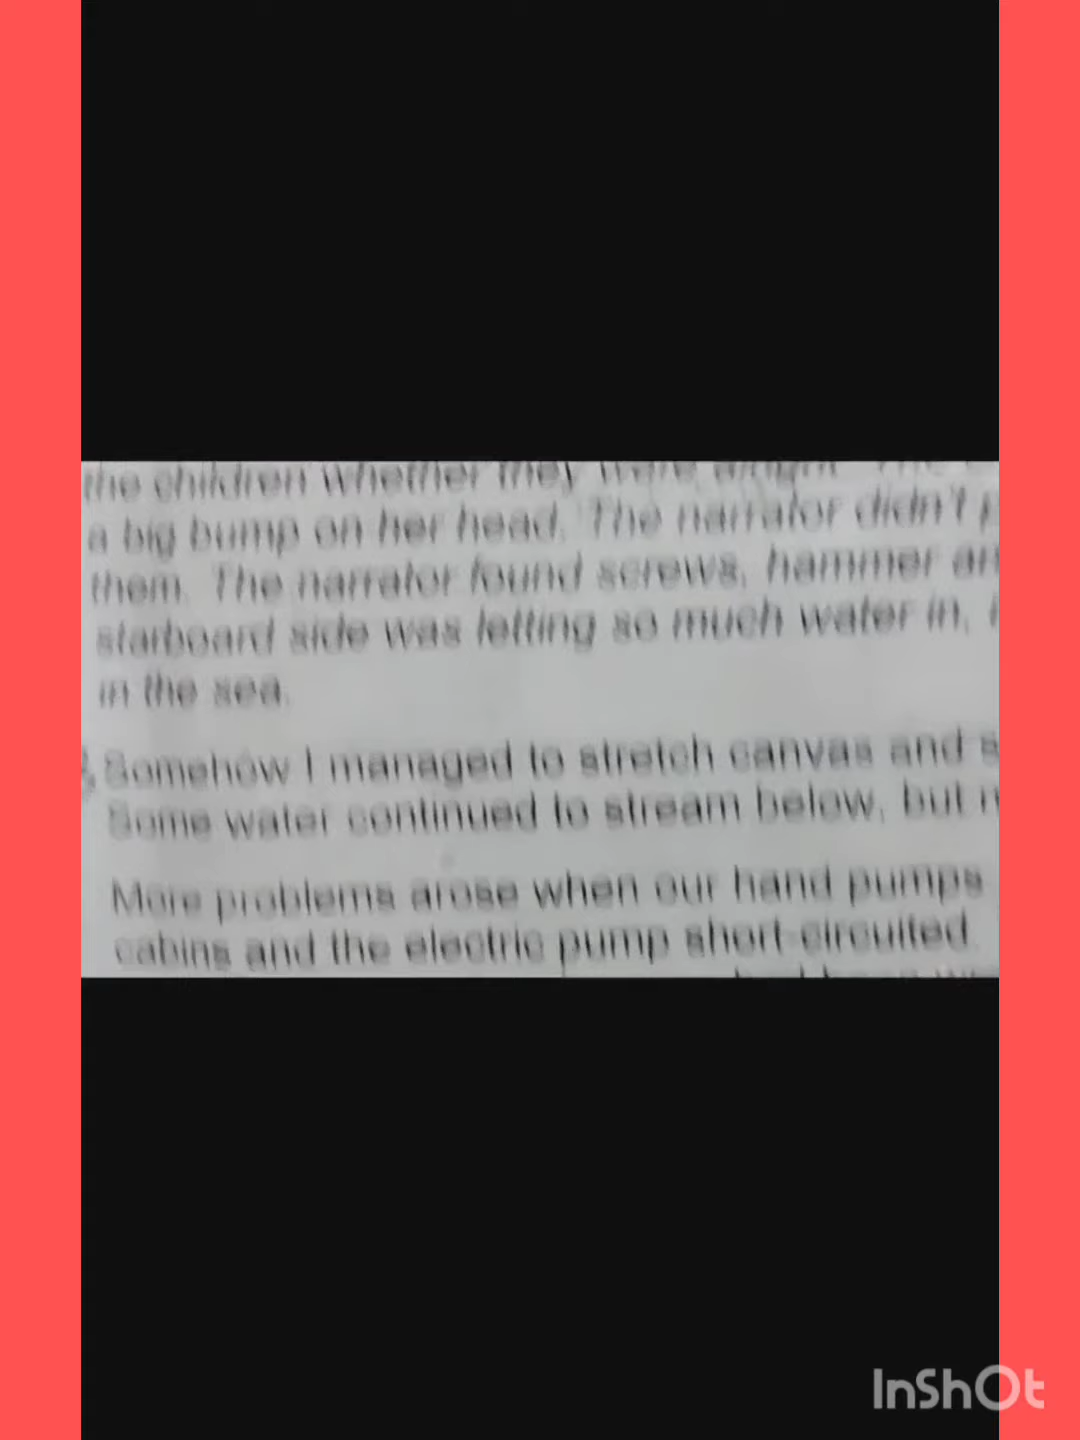 the children whether they were alright. The
a big bump on her head. The narrator didn't p
them. The narrator found screws, hammer an
starboard side was letting so much water in,
in the sea.
Somehow I managed to stretch canvas and s
Some water continued to stream below, but
More problems arose when our hand pumps
cabins and the electric pump short-circuited.
InShOt